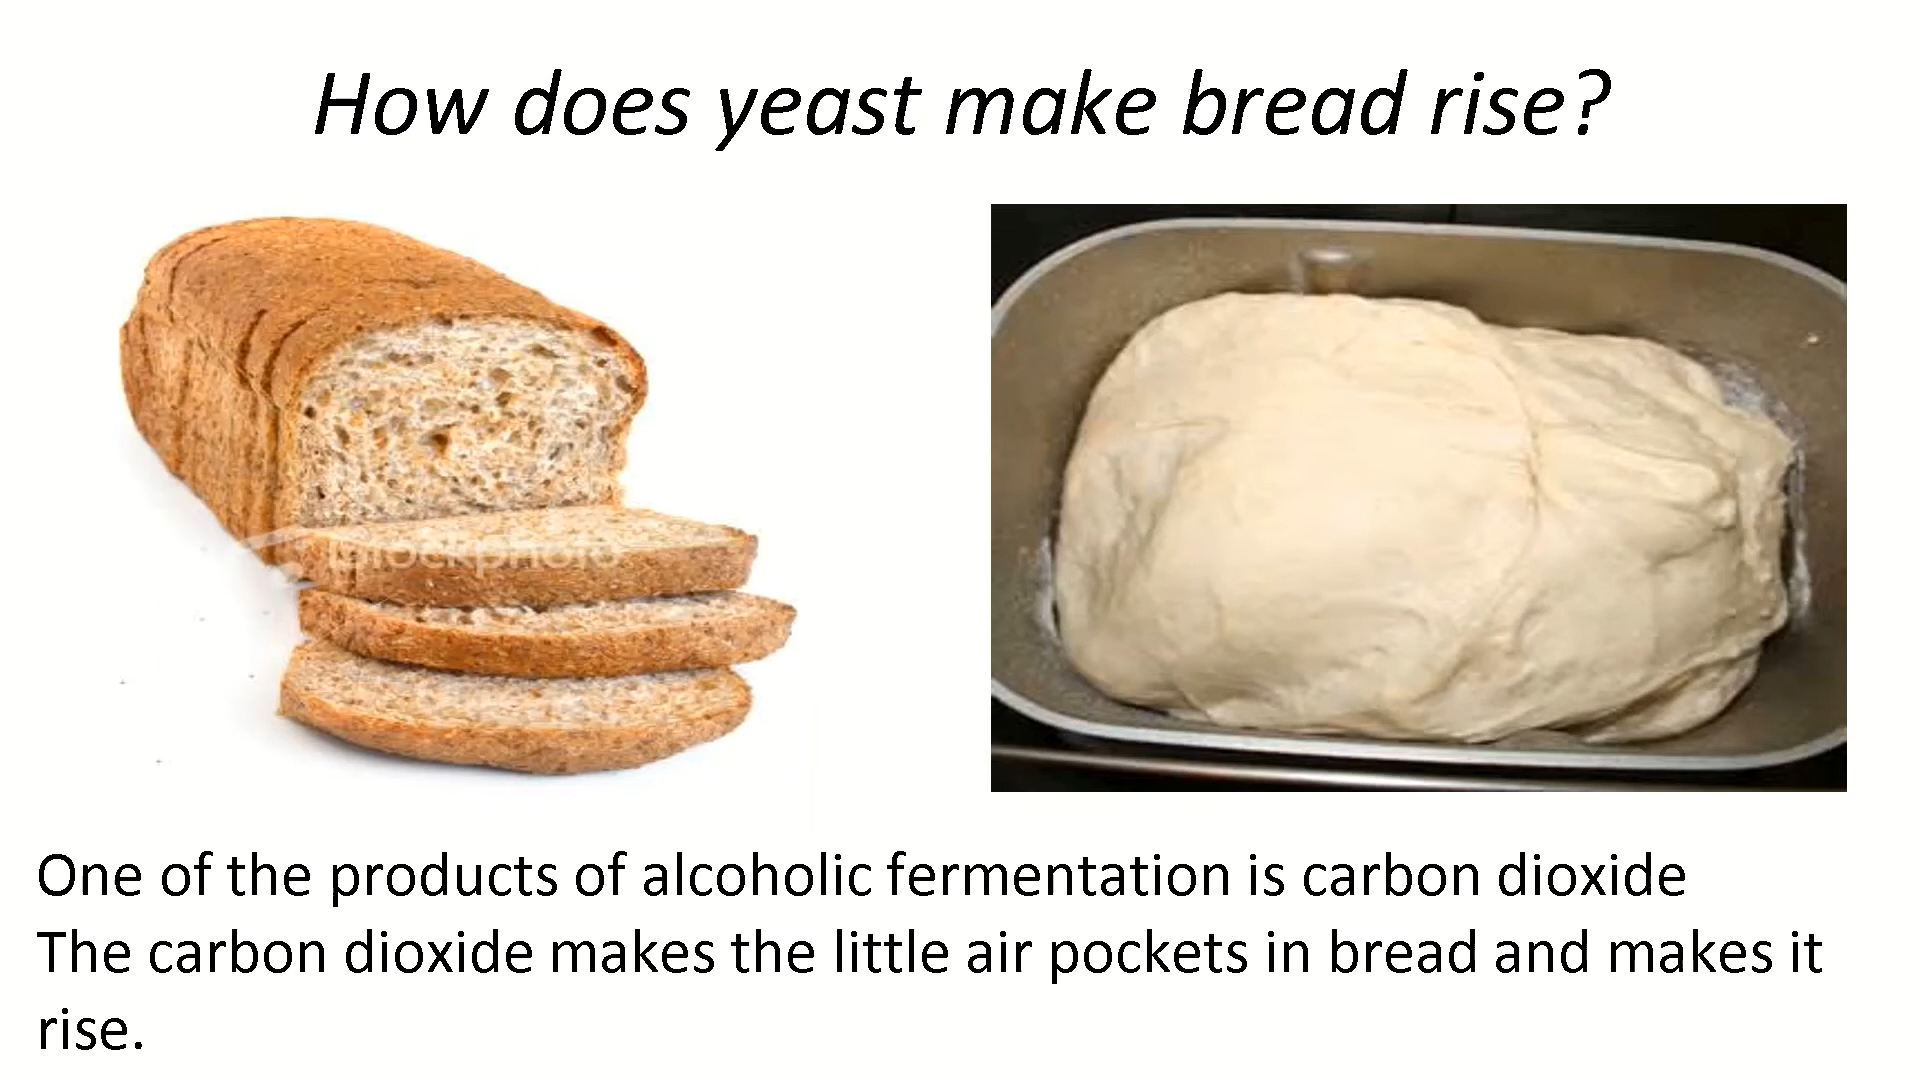 How does yeast make bread rise?
iStockphoto
One of the products of alcoholic fermentation is carbon dioxide
The carbon dioxide makes the little air pockets in bread and makes it
rise.